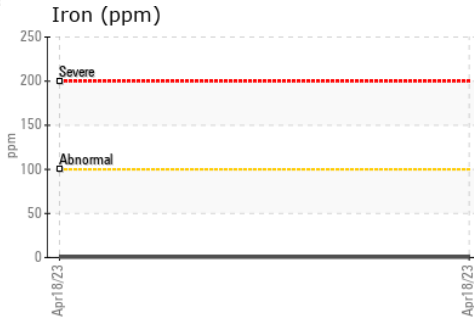 Iron (ppm)
250
Severe
200
150
ppm
Abnormal
100
50
0
Apr18/23
Apr18/23